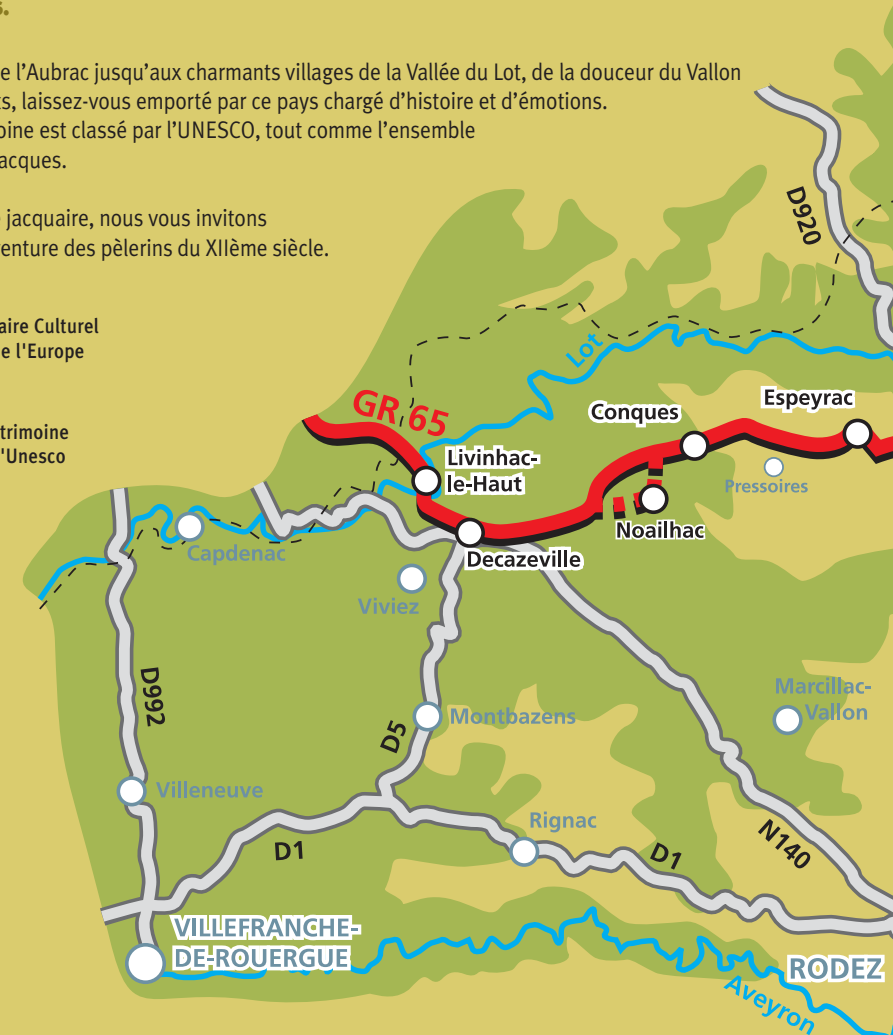 s.
e l'Aubrac jusqu'aux charmants villages de la Vallée du Lot, de la douceur du Vallon
ts, laissez-vous emporté par ce pays chargé d'histoire et d'émotions.
oine est classé par l'UNESCO, tout comme l'ensemble
acques.
e jacquaire, nous vous invitons
enture des pèlerins du XIIème siècle.
aire Culturel
e l'Europe
trimoine
l'Unesco
D920
Lot
GR 65
Conques
Espeyrac
Livinhac-
le-Haut
Pressoires
Noailhac
Decazeville
Capdenac
Viviez
D992
Marcillac-
Vallon
D5
Montbazens
Villeneuve
Rignac
D1
D1
N140
VILLEFRANCHE-
DE-ROUERGUE
RODEZ
Aveyron